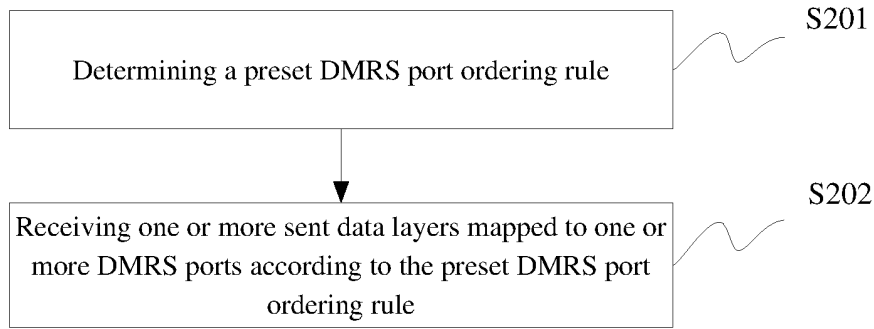 S201
Determining a preset DMRS port ordering rule
S202
Receiving one or more sent data layers mapped to one or
more DMRS ports according to the preset DMRS port
ordering rule